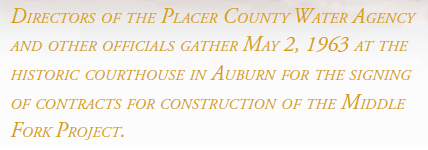 Directors of the Placer County Water Agency
and other officials gather May 2, 1963 at the
historic courthouse in Auburn for the signing
of contracts for construction of the Middle
Fork Project.